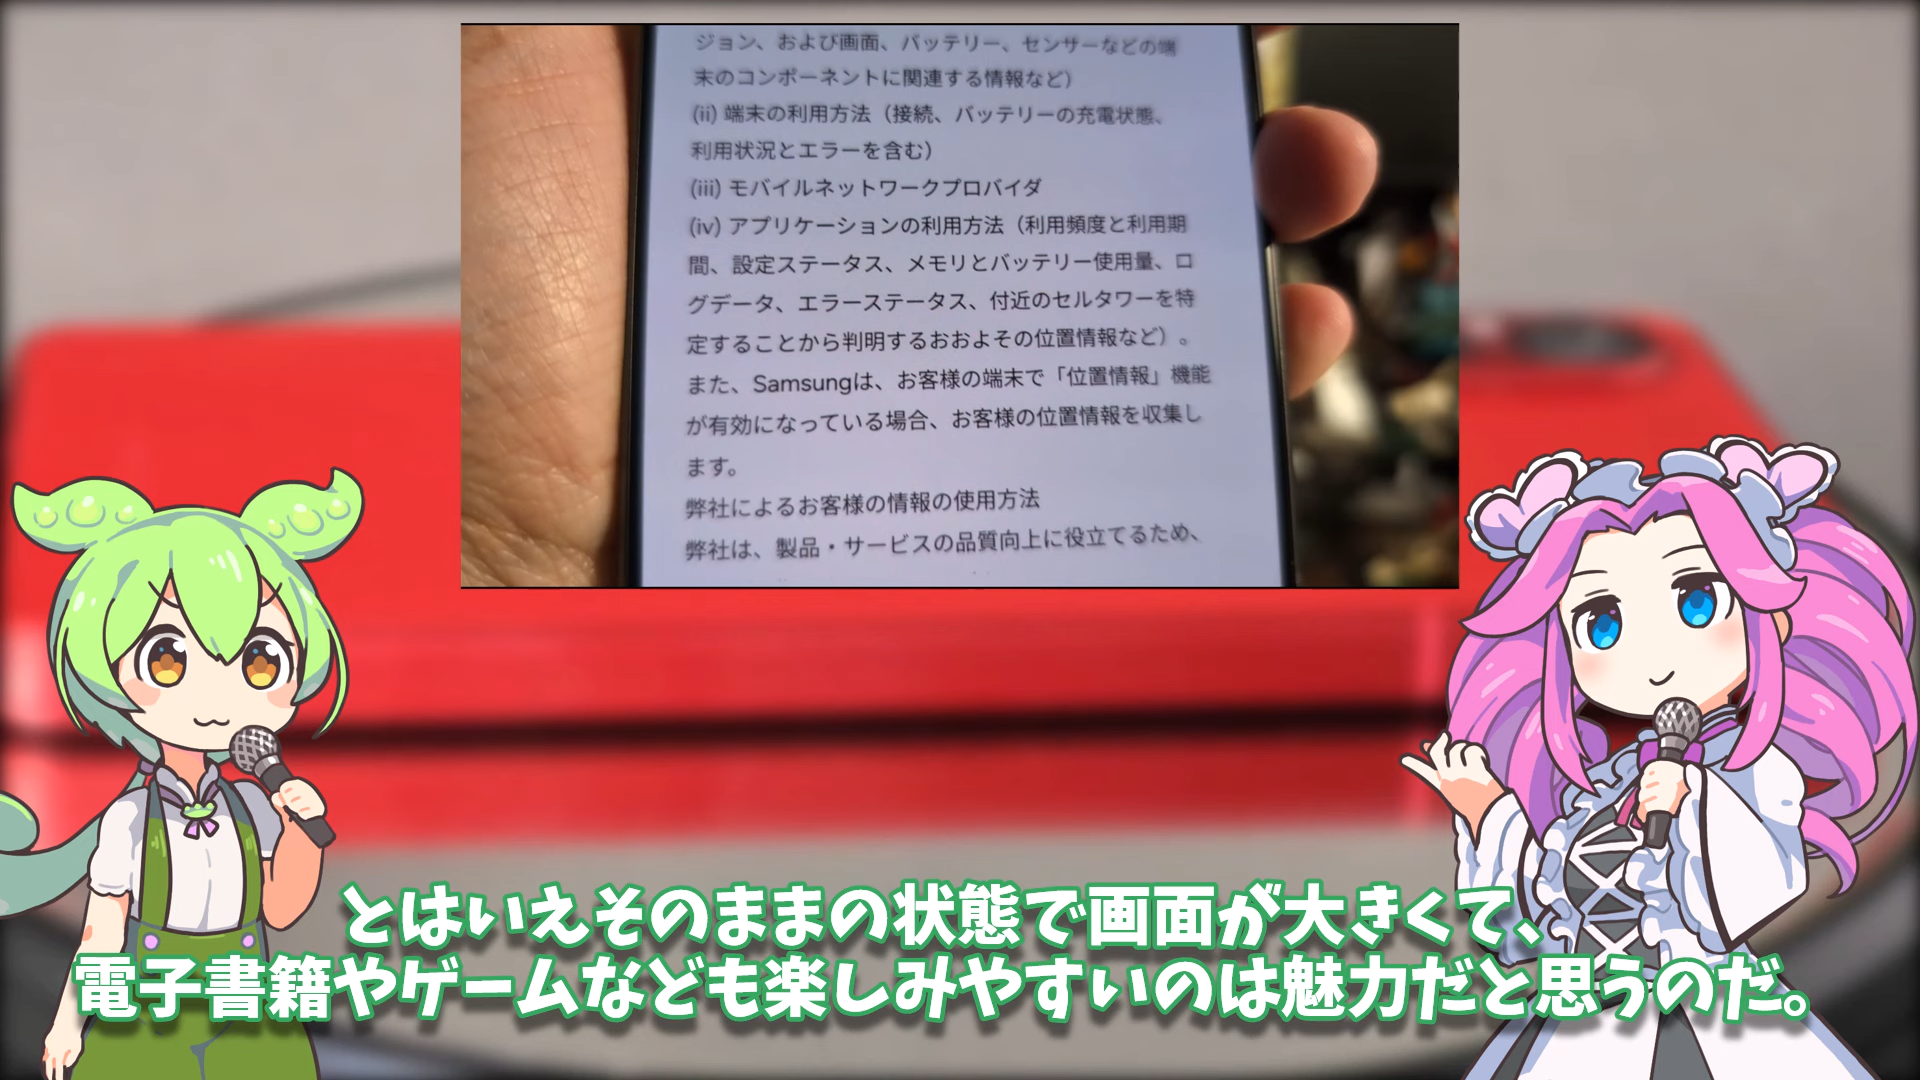 ジョン、および画面、バッテリー、センサーなどの端
末のコンポーネントに関連する情報など）
(ii) 端末の利用方法（接続、バッテリーの充電状態、
利用状況とエラーを含む）
(iii) モバイルネットワークプロバイダ
(iv) アプリケーションの利用方法（利用頻度と利用期
間、設定ステータス、メモリとバッテリー使用量、ロ
グデータ、エラーステータス、付近のセルタワーを特
定することから判明するおおよその位置情報など）。
また、Samsungは、お客様の端末で「位置情報」機能
が有効になっている場合、お客様の位置情報を収集し
ます。
弊社によるお客様の情報の使用方法
弊社は、製品・サービスの品質向上に役立てるため、
とはいえそのままの状態で画面が大きくて、
電子書籍やゲームなども楽しみやすいのは魅力だと思うのだ。